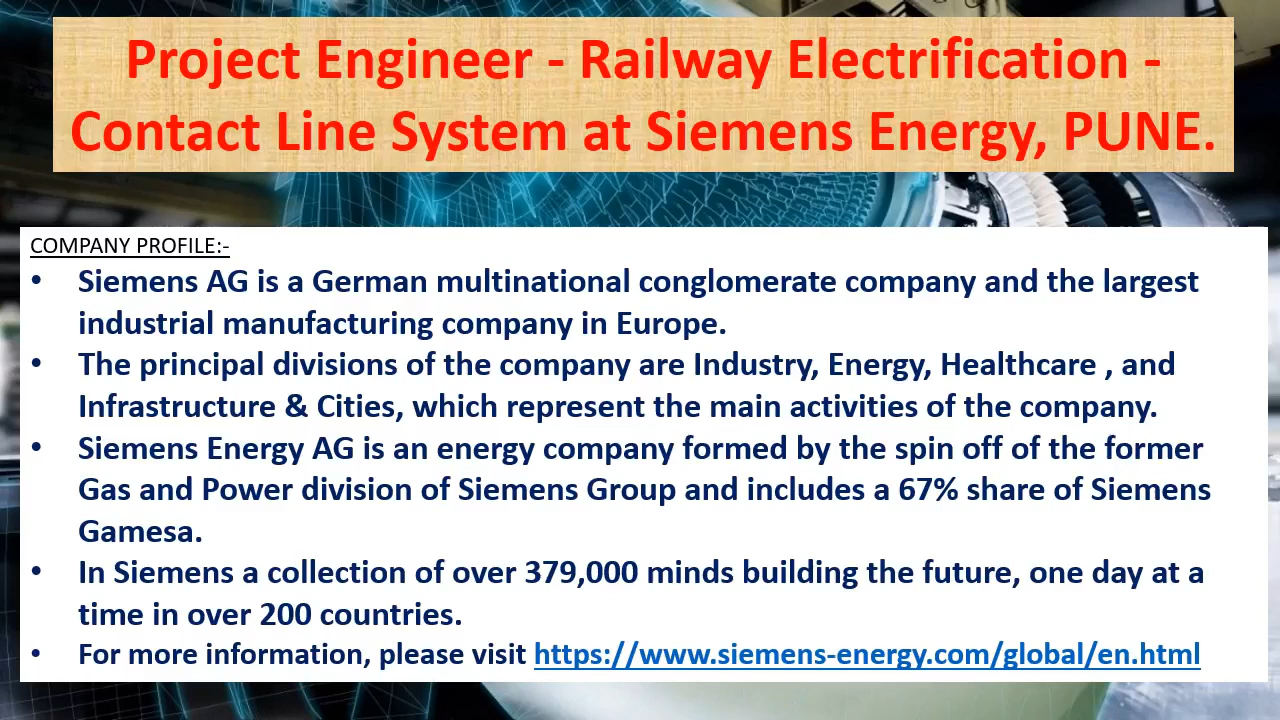 Project Engineer - Railway Electrification -
Contact Line System at Siemens Energy, PUNE.
COMPANY PROFILE:-
• Siemens AG is a German multinational conglomerate company and the largest
industrial manufacturing company in Europe.
• The principal divisions of the company are Industry, Energy, Healthcare , and
Infrastructure & Cities, which represent the main activities of the company.
• Siemens Energy AG is an energy company formed by the spin off of the former
Gas and Power division of Siemens Group and includes a 67% share of Siemens
Gamesa.
• In Siemens a collection of over 379,000 minds building the future, one day at a
time in over 200 countries.
• For more information, please visit https://www.siemens-energy.com/global/en.html